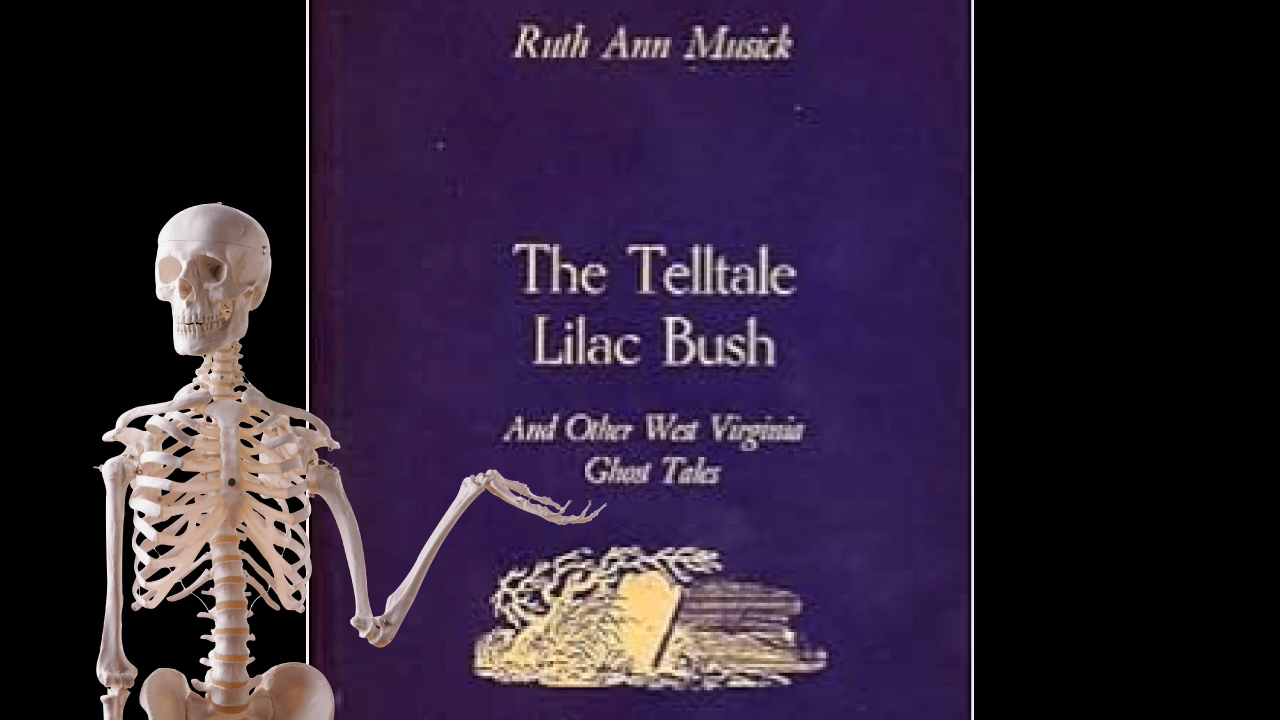 Ruth Ann Musick
The Telltale
Lilac Bush
And Other West Virginia
Ghost Tales